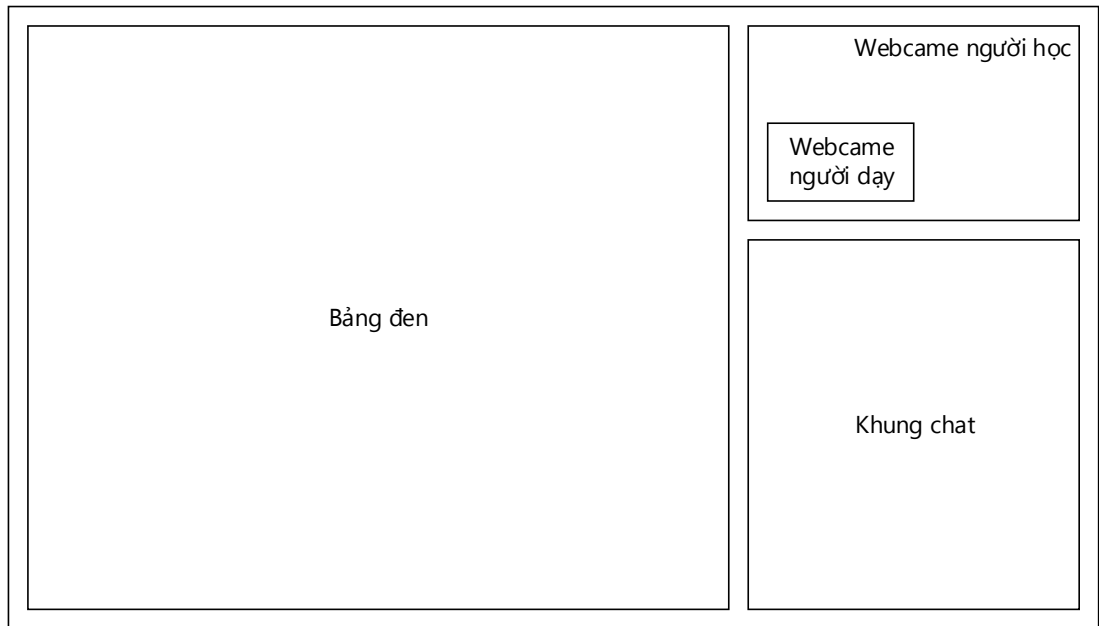 Webcame người học
Webcame
người dạy
Bảng đen
Khung chat